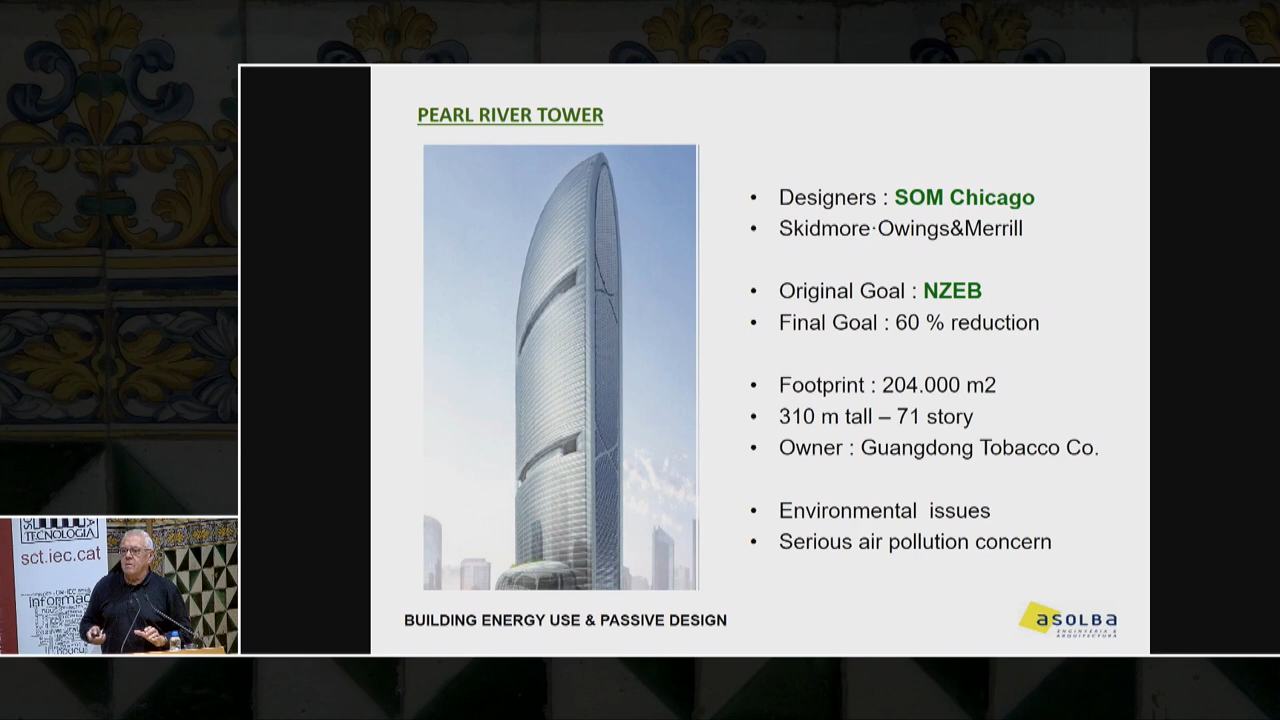 PEARL RIVER TOWER
• Designers : SOM Chicago
• Skidmore·Owings&Merrill
• Original Goal : NZEB
• Final Goal : 60 % reduction
• Footprint : 204.000 m2
• 310 m tall – 71 story
• Owner : Guangdong Tobacco Co.
• Environmental issues
• Serious air pollution concern
BUILDING ENERGY USE & PASSIVE DESIGN
asolba
ENGINYERIA &
ARQUITECTURA
TECNOLOGIA
sct.iec.cat